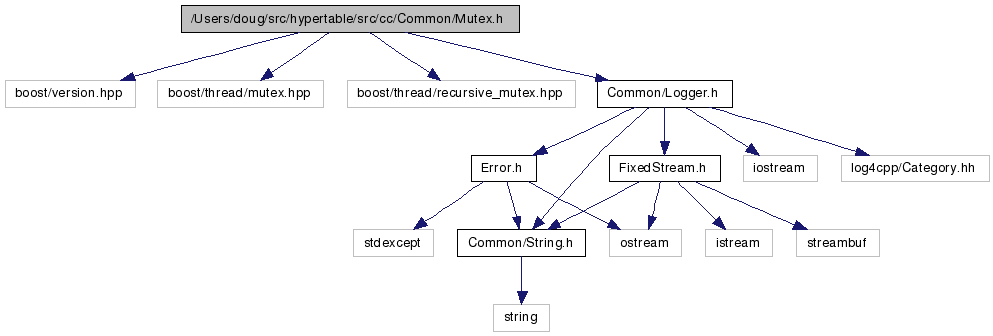 /Users/doug/src/hypertable/src/cc/Common/Mutex.h
boost/version.hpp
boost/thread/mutex.hpp
boost/thread/recursive_mutex.hpp
Common/Logger.h
Error.h
FixedStream.h
iostream
log4cpp/Category.hh
stdexcept
Common/String.h
ostream
istream
streambuf
string